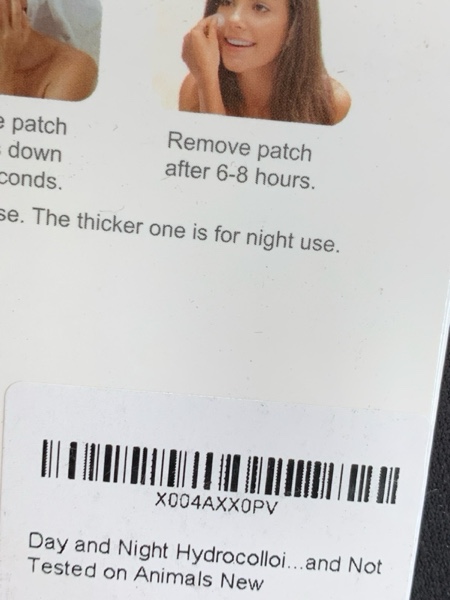 e patch
down
conds.
Remove patch
after 6-8 hours.
se. The thicker one is for night use.
X004AXX0PV
Day and Night Hydrocolloi...and Not
Tested on Animals New